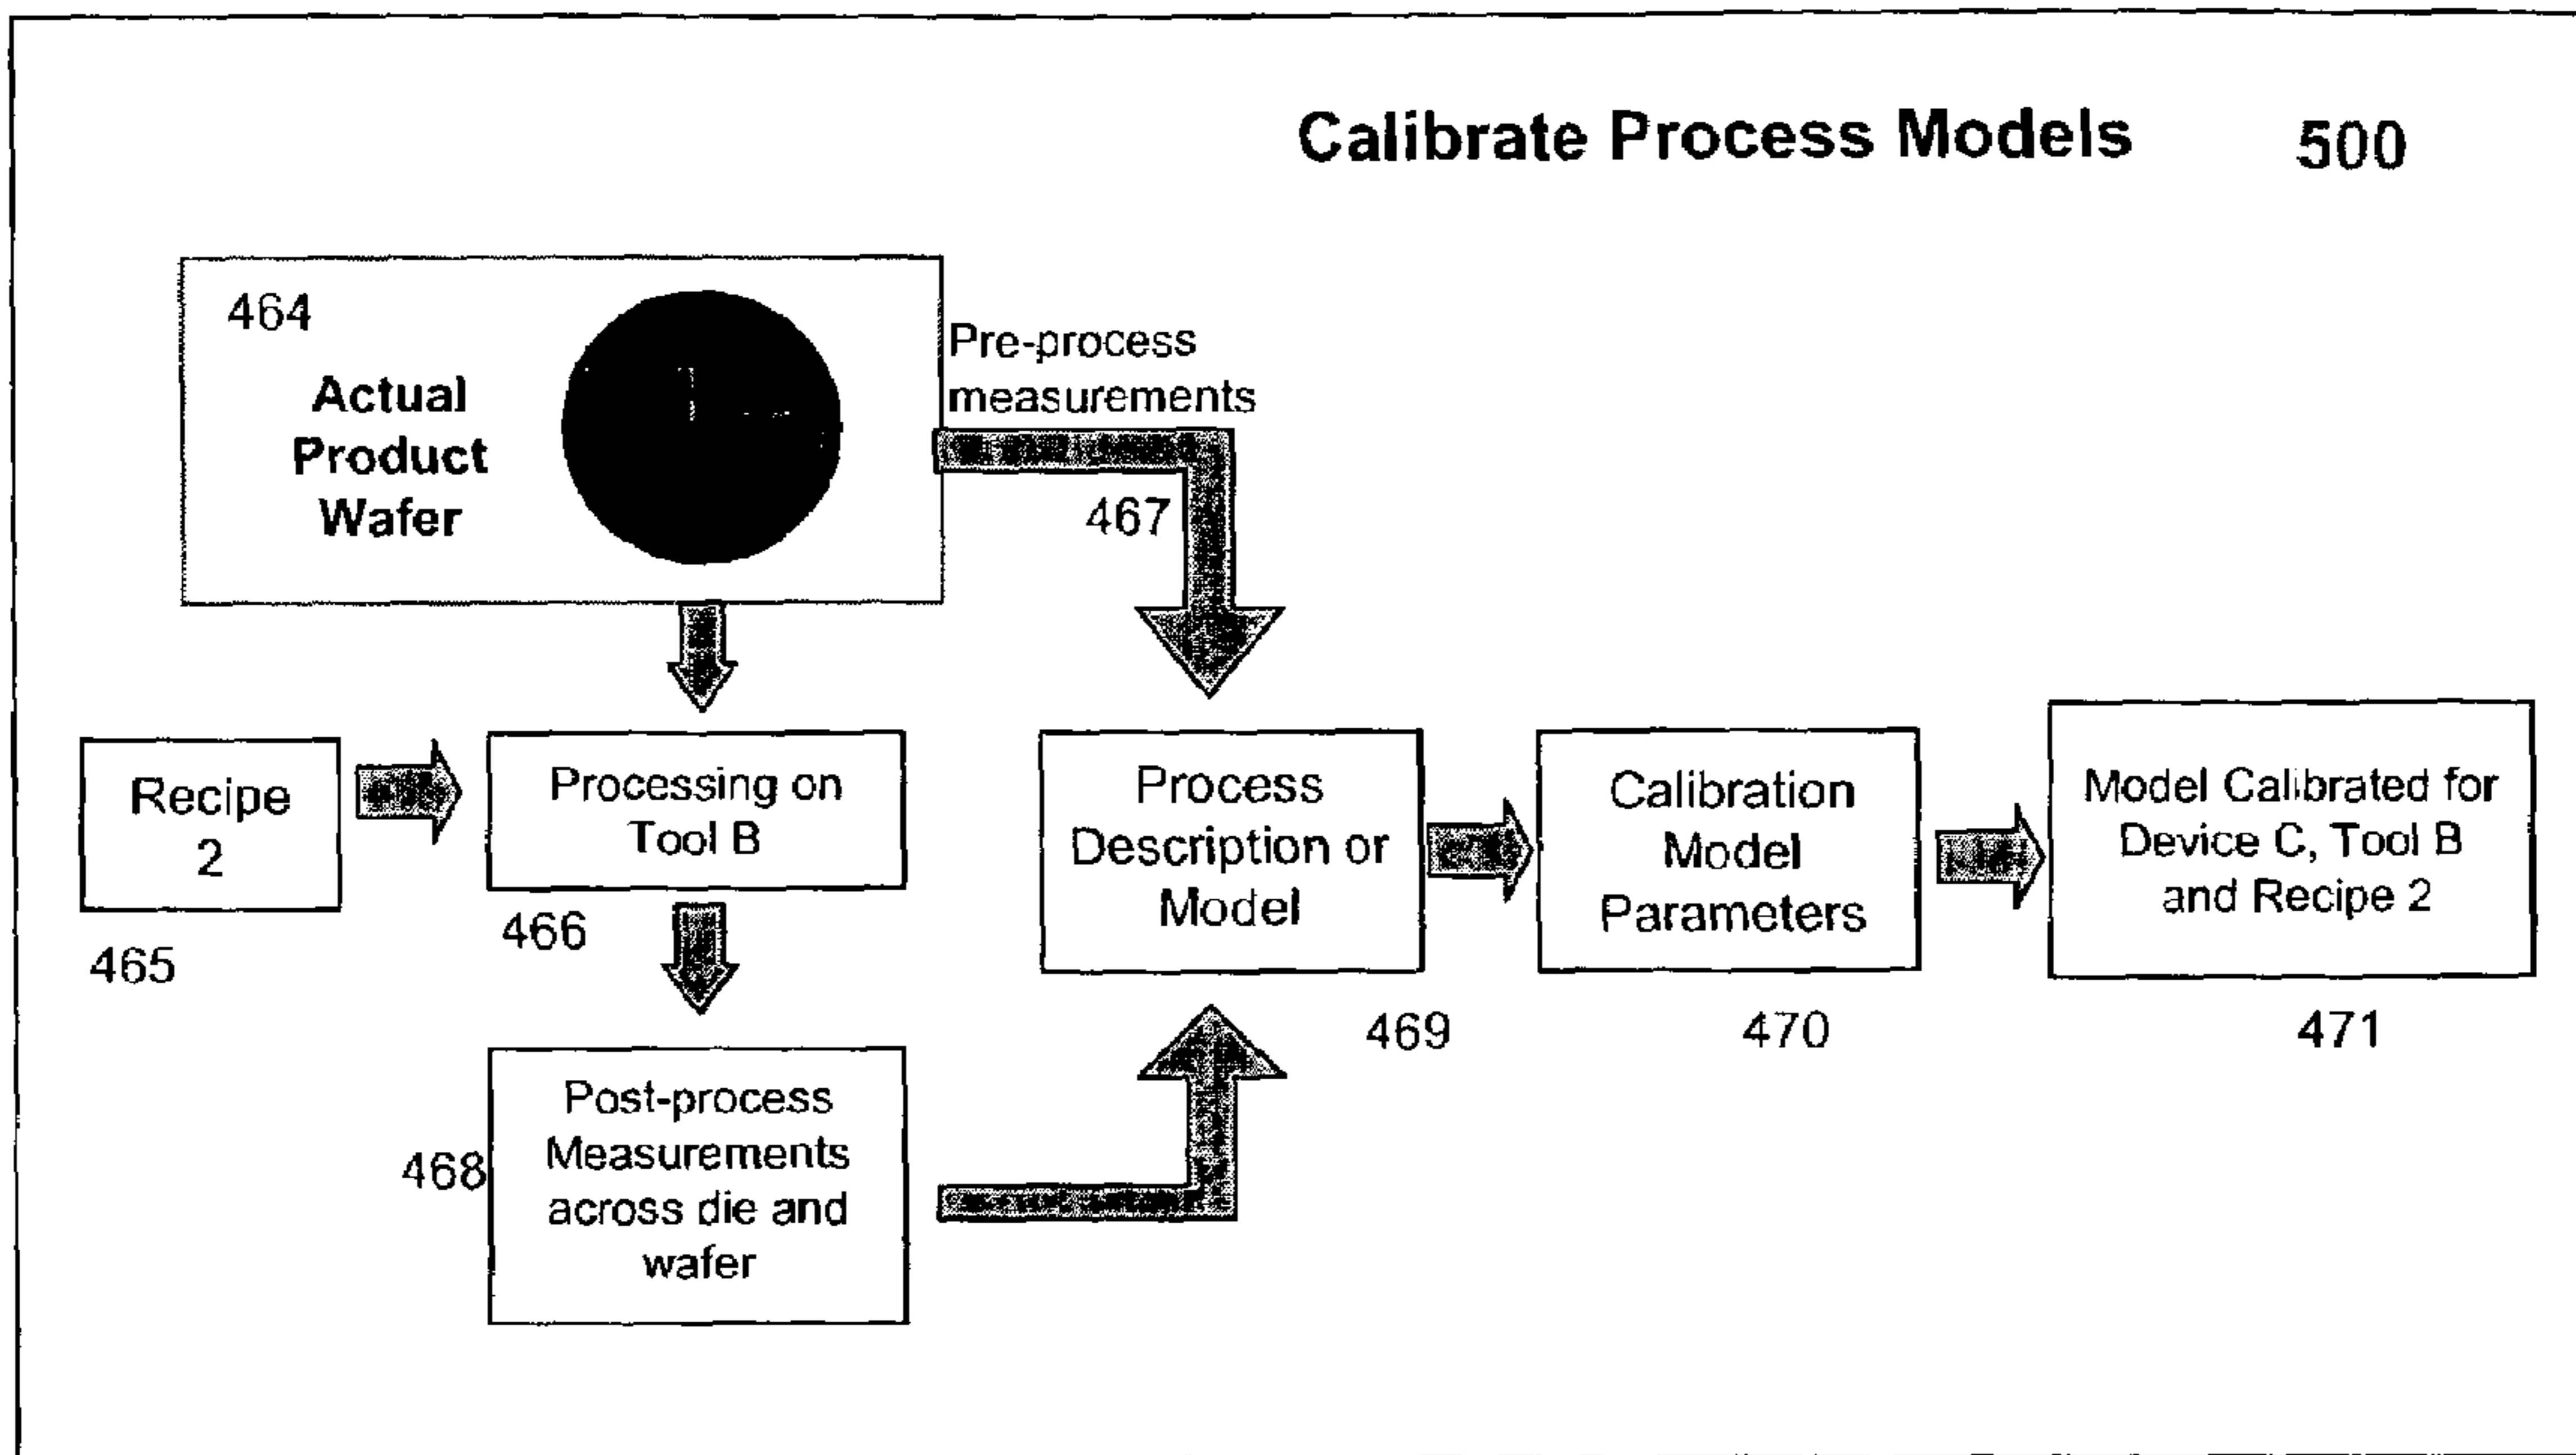 Calibrate Process Models 500
464
Actual
Product
Wafer
Pre-process
measurements
467
Recipe
2
465
Processing on
Tool B
466
Process
Description or
Model
469
Calibration
Model
Parameters
470
Model Calibrated for
Device C, Tool B
and Recipe 2
471
468
Post-process
Measurements
across die and
wafer